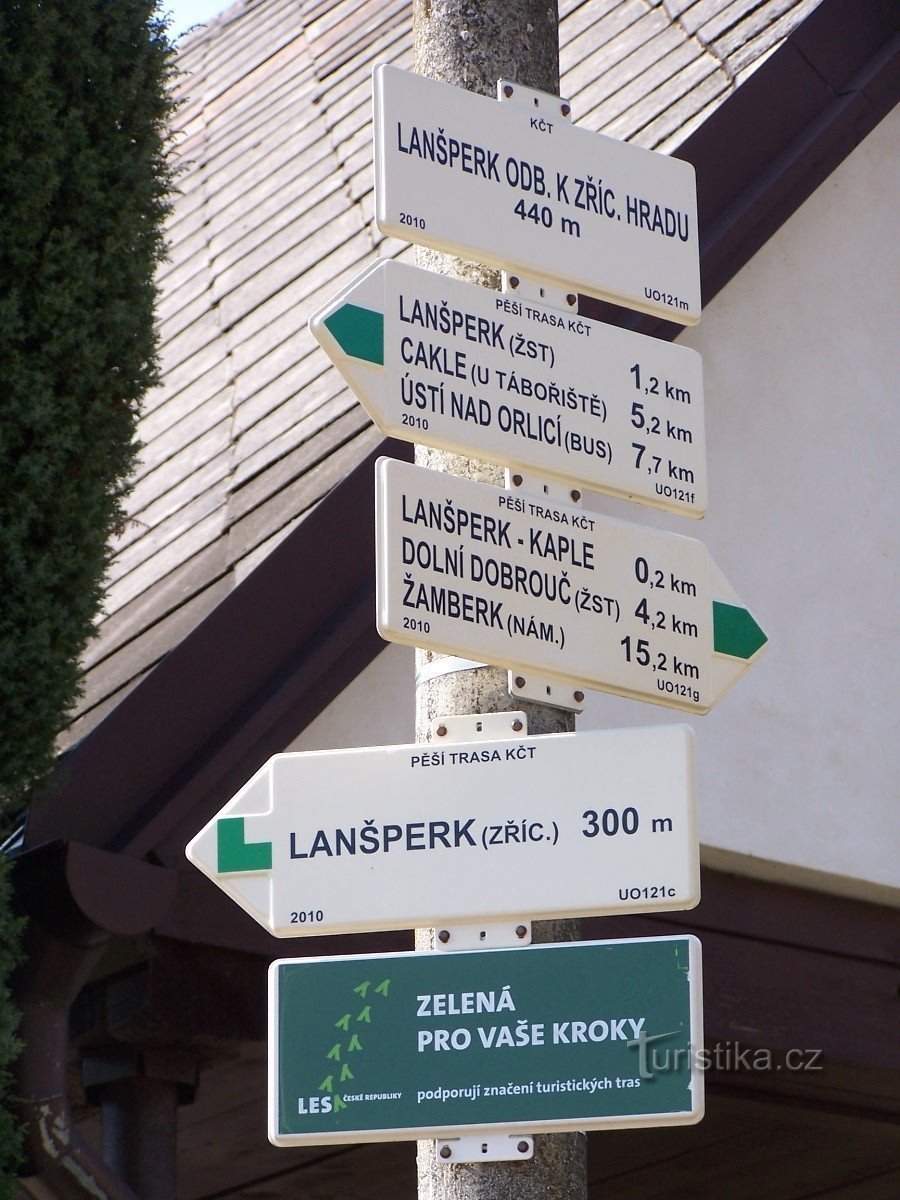 KČT
LANŠPERK ODB. K ZŘÍC. HRADU
440 m
2010
UO121m
PĚŠÍ TRASA KČT
LANŠPERK (ŽST) 1,2 km
CAKLE (U TÁBOŘIŠTĚ) 5,2 km
ÚSTÍ NAD ORLICÍ (BUS) 7,7 km
2010
UO121f
PĚŠÍ TRASA KČT
LANŠPERK - KAPLE 0,2 km
DOLNÍ DOBROUČ (ŽST) 4,2 km
ŽAMBERK (NÁM.) 15,2 km
2010
UO121g
PĚŠÍ TRASA KČT
LANŠPERK (ZŘÍC.) 300 m
2010
UO121c
ZELENÁ
PRO VAŠE KROKY
LESY ČESKÉ REPUBLIKY
podporují značení turistických tras
Turistika.cz